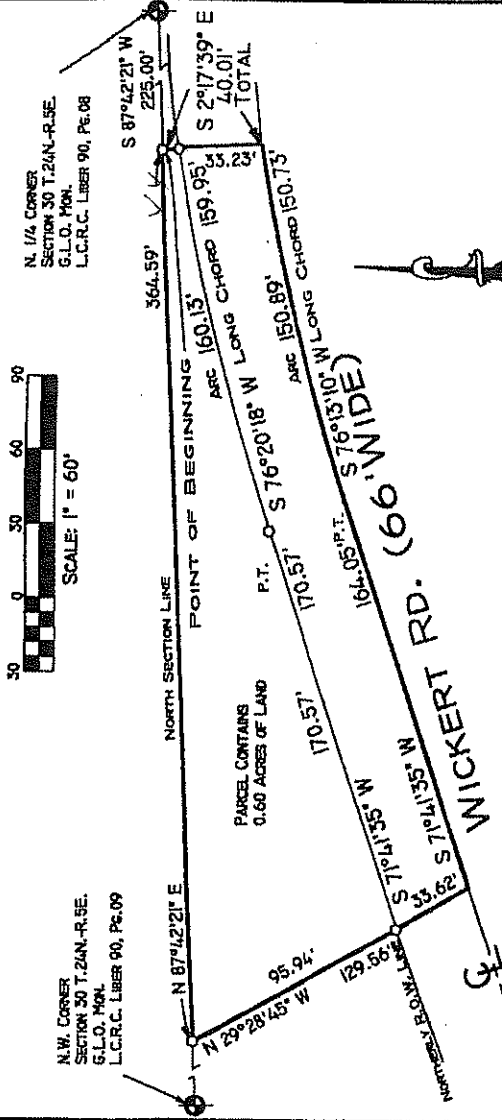 N. 1/4 CORNER
SECTION 30 T.24N.-R.5E.
G.L.O. MON.
L.C.R.C. LIBER 90, PG.08
S 87°42'21" W
225.00'
S 2°17'39" E
40.01'
TOTAL
33.23'
30 0 30 60 90
SCALE: 1" = 60'
364.59'
NORTH SECTION LINE
POINT OF BEGINNING
ARC 160.13' LONG CHORD 159.95'
S 76°20'18" W
P.T.
170.57'
170.57'
ARC 150.89' LONG CHORD 150.73'
S 76°13'10" W
P.T.
164.05'
PARCEL CONTAINS
0.60 ACRES OF LAND
WICKERT RD. (66' WIDE)
N.W. CORNER
SECTION 30 T.24N.-R.5E.
G.L.O. MON.
L.C.R.C. LIBER 90, PG.09
N 87°42'21" E
95.94'
129.56'
N 29°28'45" W
S 71°41'35" W
33.62'
S 71°41'35" W
NORTHERLY R.O.W. LINE